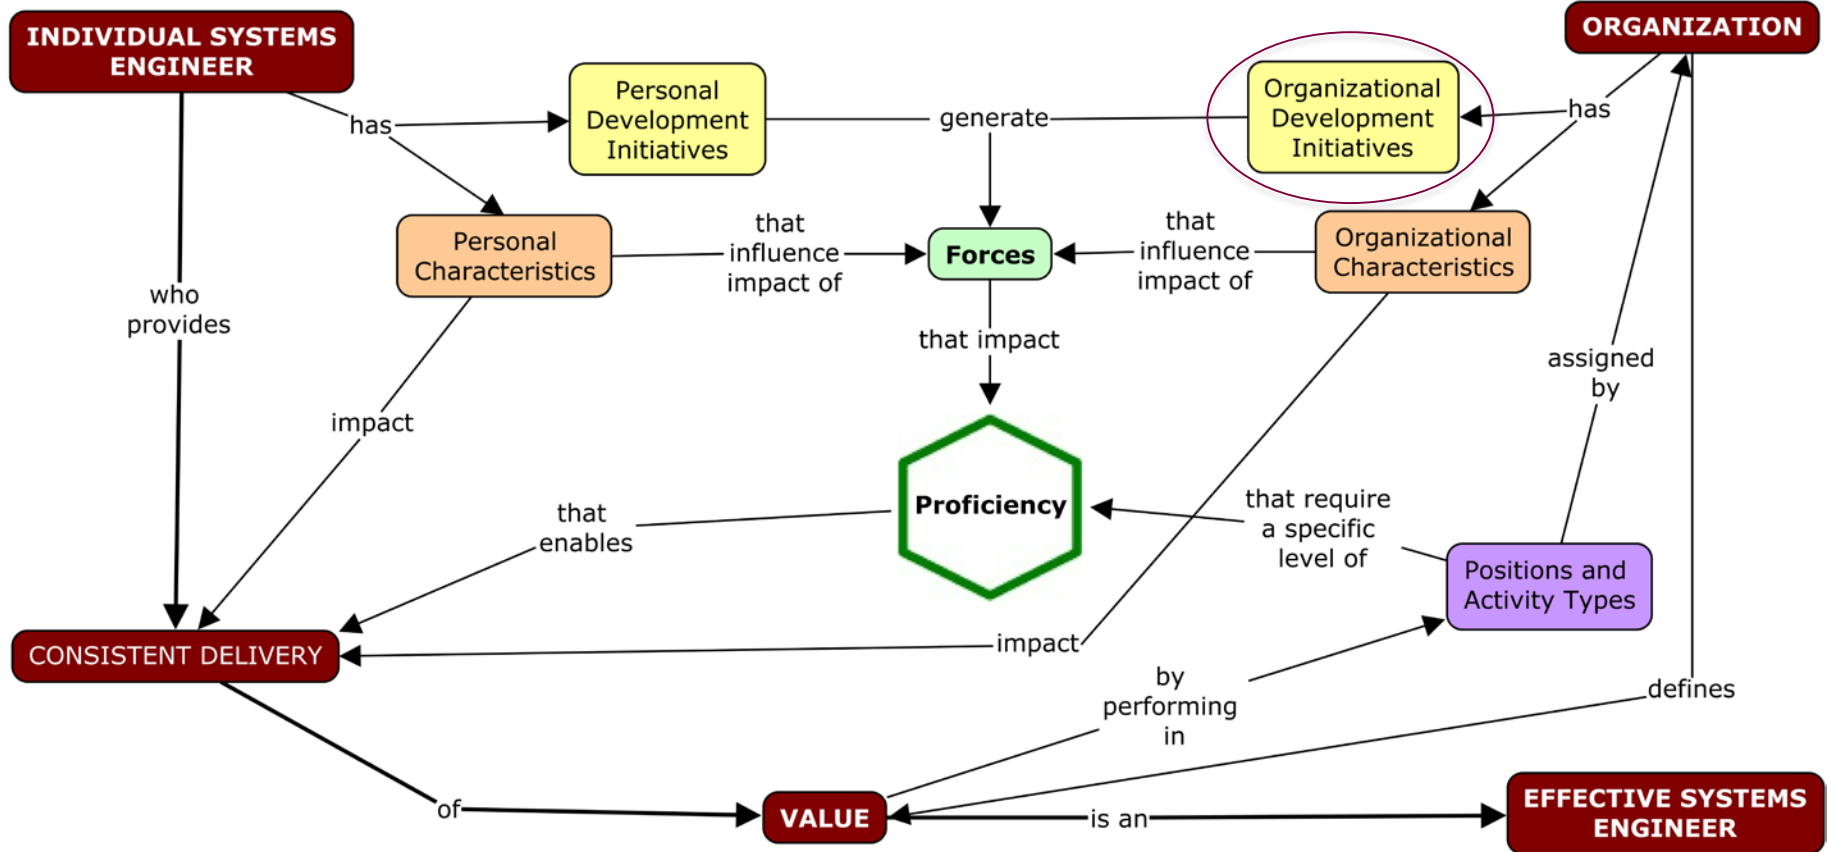 INDIVIDUAL SYSTEMS
ENGINEER
ORGANIZATION
Personal
Development
Initiatives
generate
Organizational
Development
Initiatives
has
has
Personal
Characteristics
that
influence
impact of
Forces
that
influence
impact of
Organizational
Characteristics
who
provides
that impact
assigned
by
impact
Proficiency
that
enables
that require
a specific
level of
Positions and
Activity Types
CONSISTENT DELIVERY
impact
by
performing
in
defines
of
VALUE
is an
EFFECTIVE SYSTEMS
ENGINEER